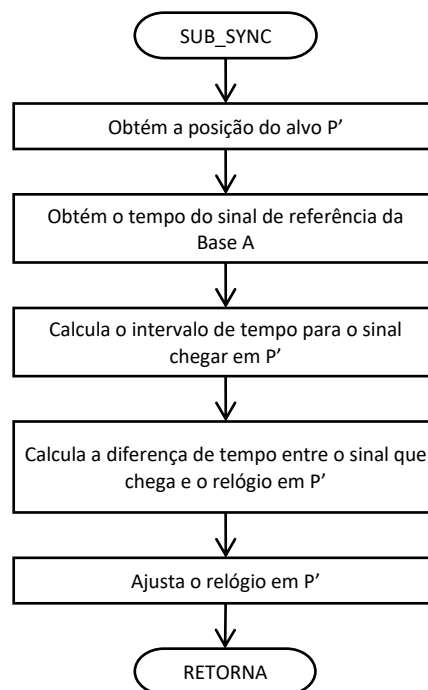 SUB_SYNC
Obtém a posição do alvo P’
Obtém o tempo do sinal de referência da
Base A
Calcula o intervalo de tempo para o sinal
chegar em P’
Calcula a diferença de tempo entre o sinal que
chega e o relógio em P’
Ajusta o relógio em P’
RETORNA